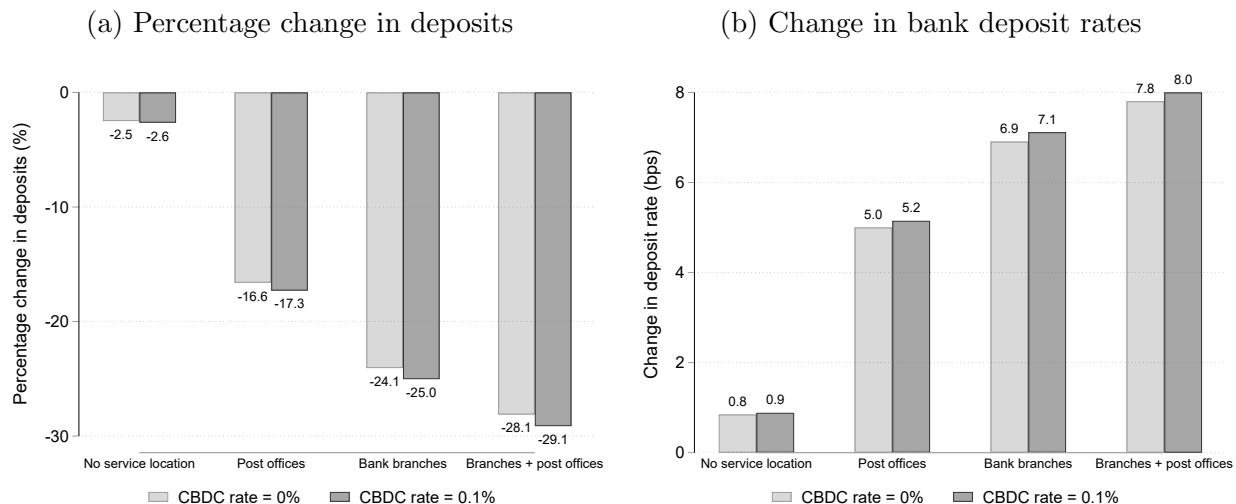 (a) Percentage change in deposits
Percentage change in deposits (%)
0
-10
-20
-30
-2.5
-2.6
-16.6
-17.3
-24.1
-25.0
-28.1
-29.1
No service location
Post offices
Bank branches
Branches + post offices
CBDC rate = 0%
CBDC rate = 0.1%
(b) Change in bank deposit rates
Change in deposit rate (bps)
8
6
4
2
0
0.8
0.9
5.0
5.2
6.9
7.1
7.8
8.0
No service location
Post offices
Bank branches
Branches + post offices
CBDC rate = 0%
CBDC rate = 0.1%